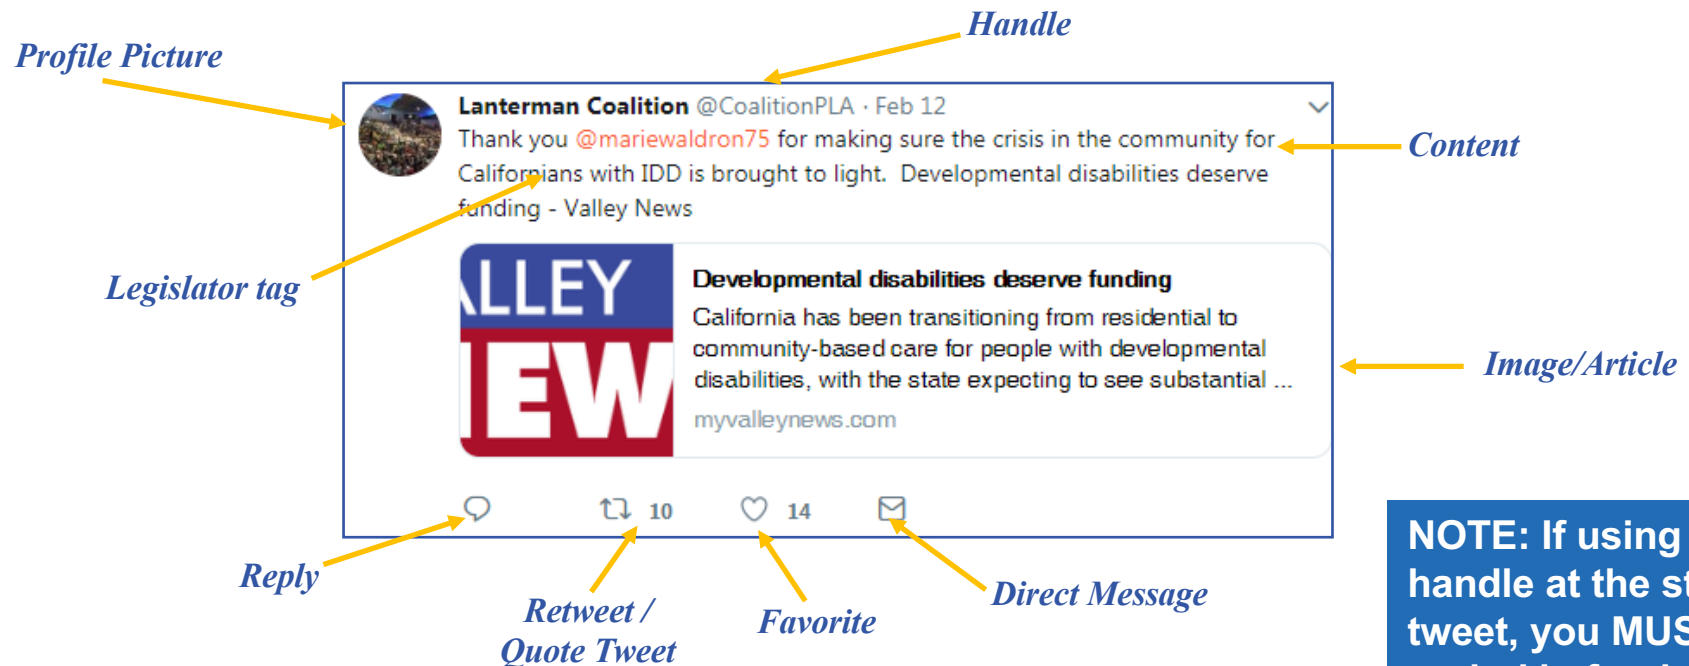 Handle
Profile Picture
Lanterman Coalition @CoalitionPLA · Feb 12
Thank you @mariewaldron75 for making sure the crisis in the community for
Californians with IDD is brought to light. Developmental disabilities deserve
funding - Valley News
Content
Legislator tag
ALLEY
NEW
Developmental disabilities deserve funding
California has been transitioning from residential to
community-based care for people with developmental
disabilities, with the state expecting to see substantial ...
myvalleynews.com
Image/Article
10
14
Reply
Retweet /
Quote Tweet
Favorite
Direct Message
NOTE: If using
handle at the st
tweet, you MUS